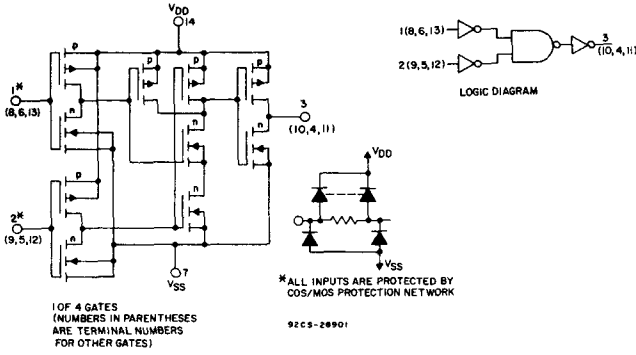 VDD
14
p
p
p
p
1*
(8,6,13)
n
n
n
3
(10,4,11)
p
2*
(9,5,12)
n
n
7
VSS
1 OF 4 GATES
(NUMBERS IN PARENTHESES
ARE TERMINAL NUMBERS
FOR OTHER GATES)
1(8,6,13)
2(9,5,12)
3
(10,4,11)
LOGIC DIAGRAM
VDD
VSS
*ALL INPUTS ARE PROTECTED BY
COS/MOS PROTECTION NETWORK
92CS-28901